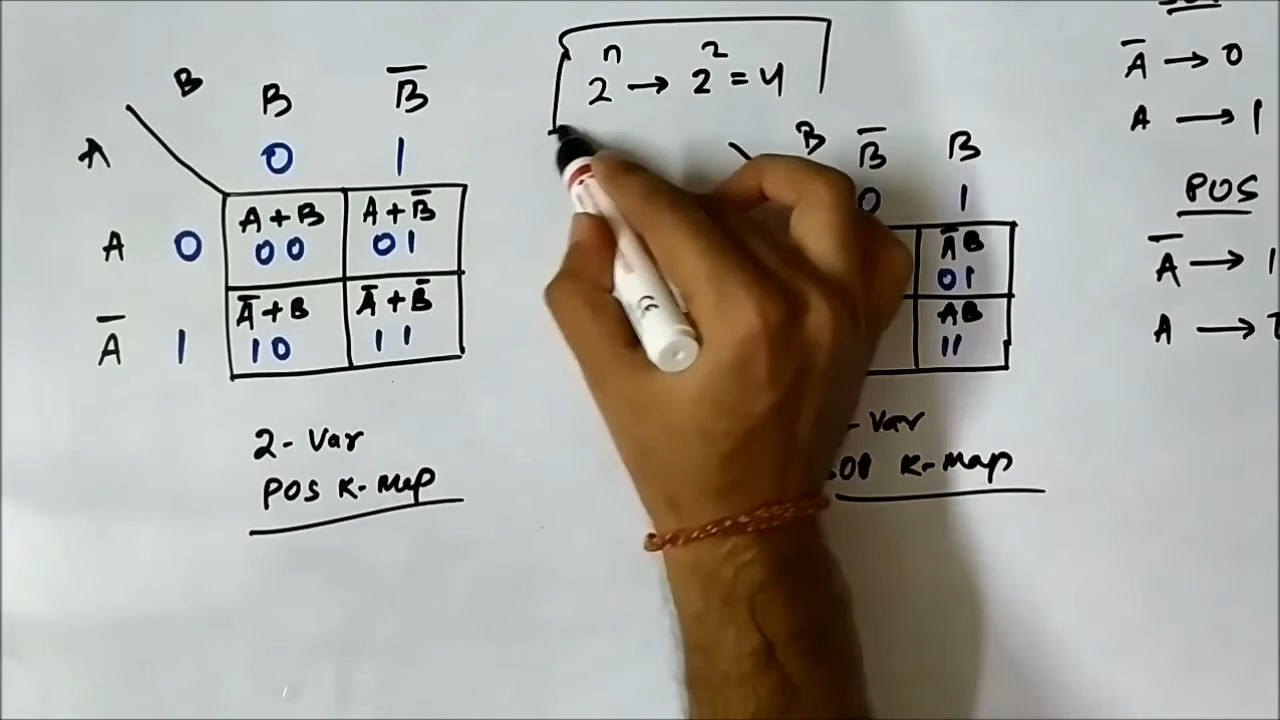 B B B̅
A 0 1
A 0 A+B A+B̅
00 01
A̅ 1 A̅+B A̅+B̅
10 11
2-Var
POS K-Map
2ⁿ → 2² = 4
B B̅ B
0 1
A̅B
01
AB
11
-Var
K-Map
A̅ → 0
A → 1
POS
A̅ → 1
A →